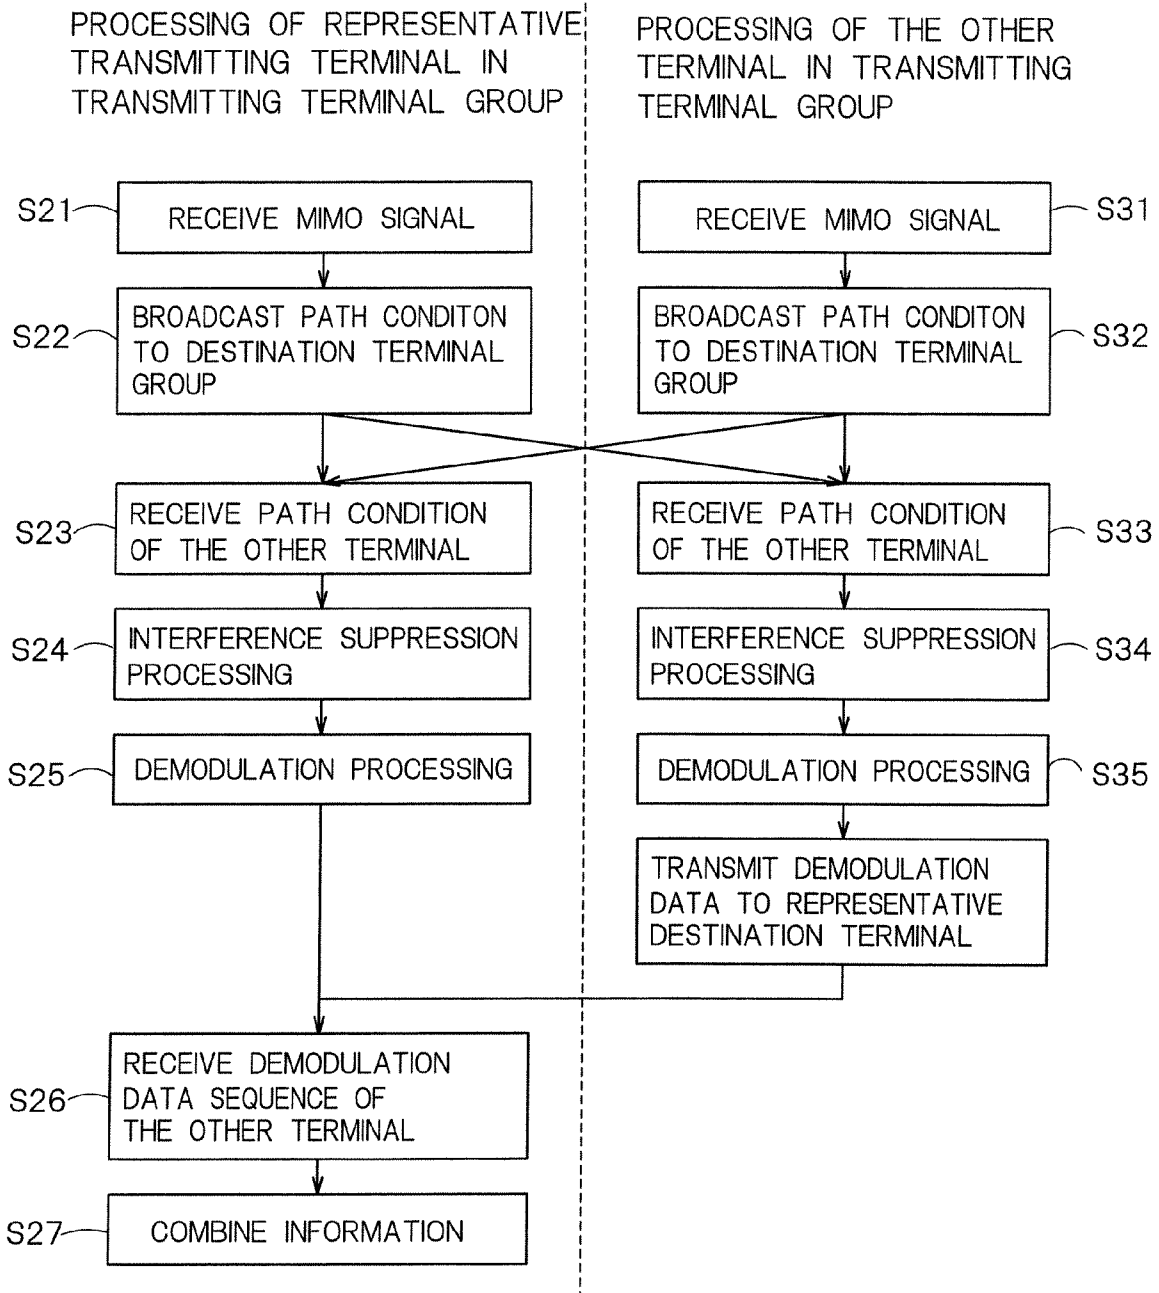 PROCESSING OF REPRESENTATIVE
TRANSMITTING TERMINAL IN
TRANSMITTING TERMINAL GROUP
PROCESSING OF THE OTHER
TERMINAL IN TRANSMITTING
TERMINAL GROUP
S21
RECEIVE MIMO SIGNAL
RECEIVE MIMO SIGNAL
S31
S22
BROADCAST PATH CONDITON
TO DESTINATION TERMINAL
GROUP
BROADCAST PATH CONDITON
TO DESTINATION TERMINAL
GROUP
S32
S23
RECEIVE PATH CONDITION
OF THE OTHER TERMINAL
RECEIVE PATH CONDITION
OF THE OTHER TERMINAL
S33
S24
INTERFERENCE SUPPRESSION
PROCESSING
INTERFERENCE SUPPRESSION
PROCESSING
S34
S25
DEMODULATION PROCESSING
DEMODULATION PROCESSING
S35
TRANSMIT DEMODULATION
DATA TO REPRESENTATIVE
DESTINATION TERMINAL
S26
RECEIVE DEMODULATION
DATA SEQUENCE OF
THE OTHER TERMINAL
S27
COMBINE INFORMATION